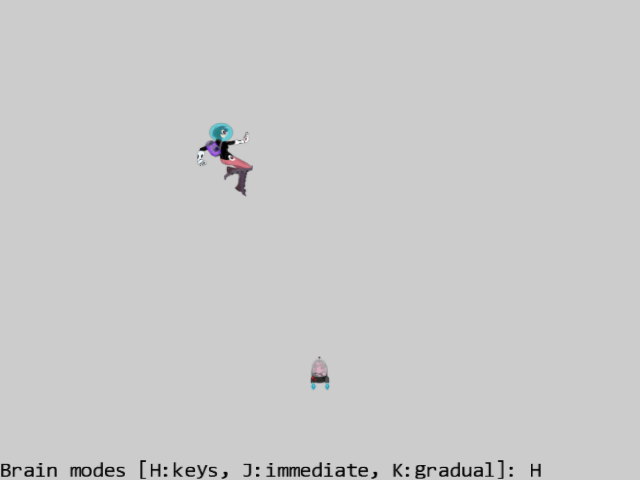 Brain modes [H:keys, J:immediate, K:gradual]: H